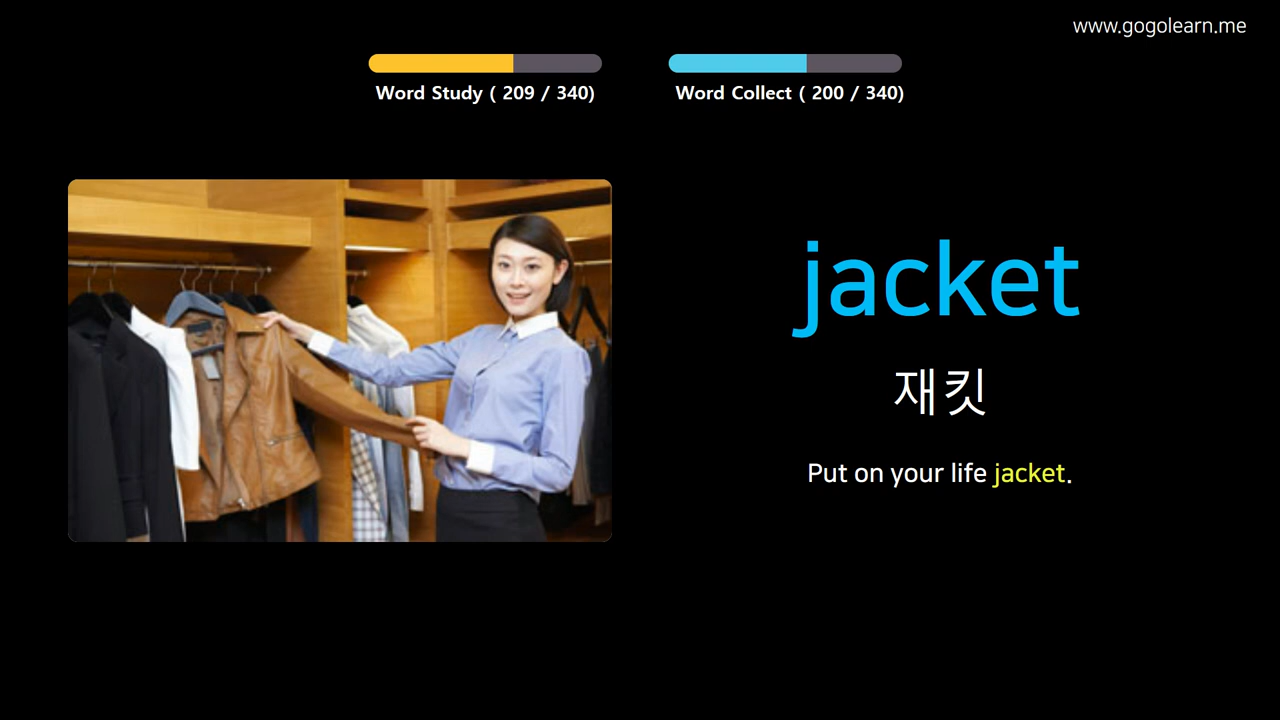 www.gogolearn.me
Word Study ( 209 / 340)
Word Collect ( 200 / 340)
jacket
재킷
Put on your life jacket.